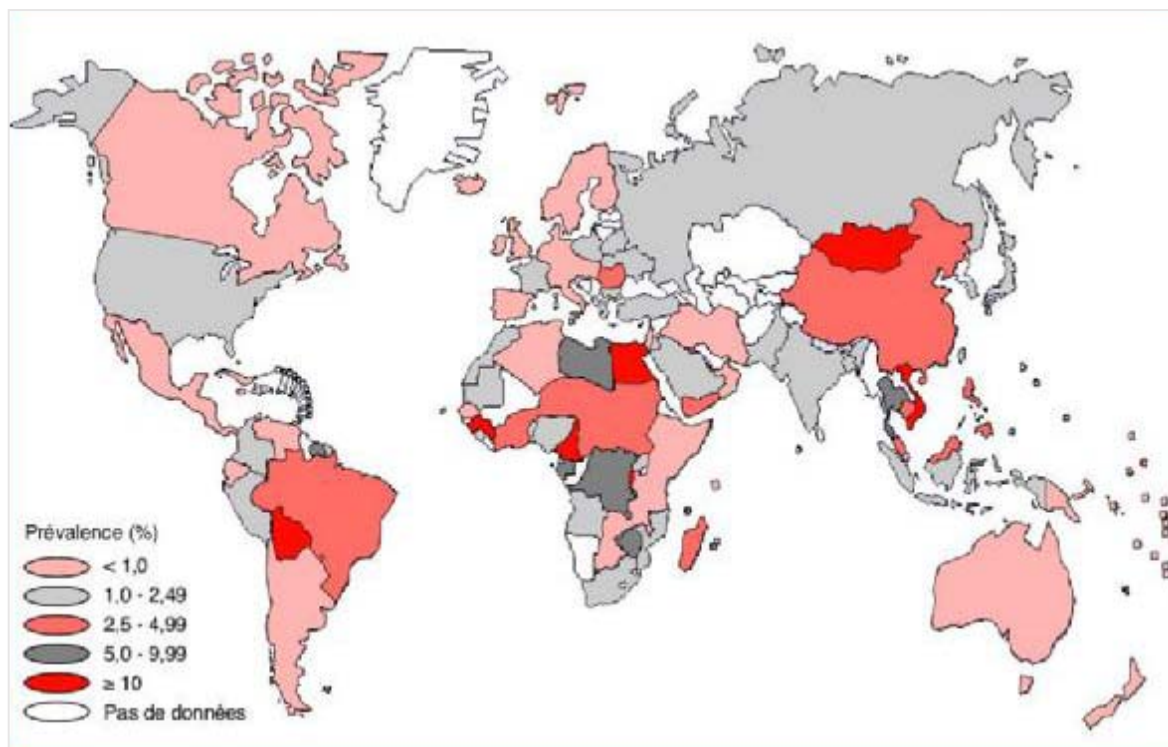 Prévalence (%)
< 1,0
1,0 - 2,49
2,5 - 4,99
5,0 - 9,99
≥ 10
Pas de données